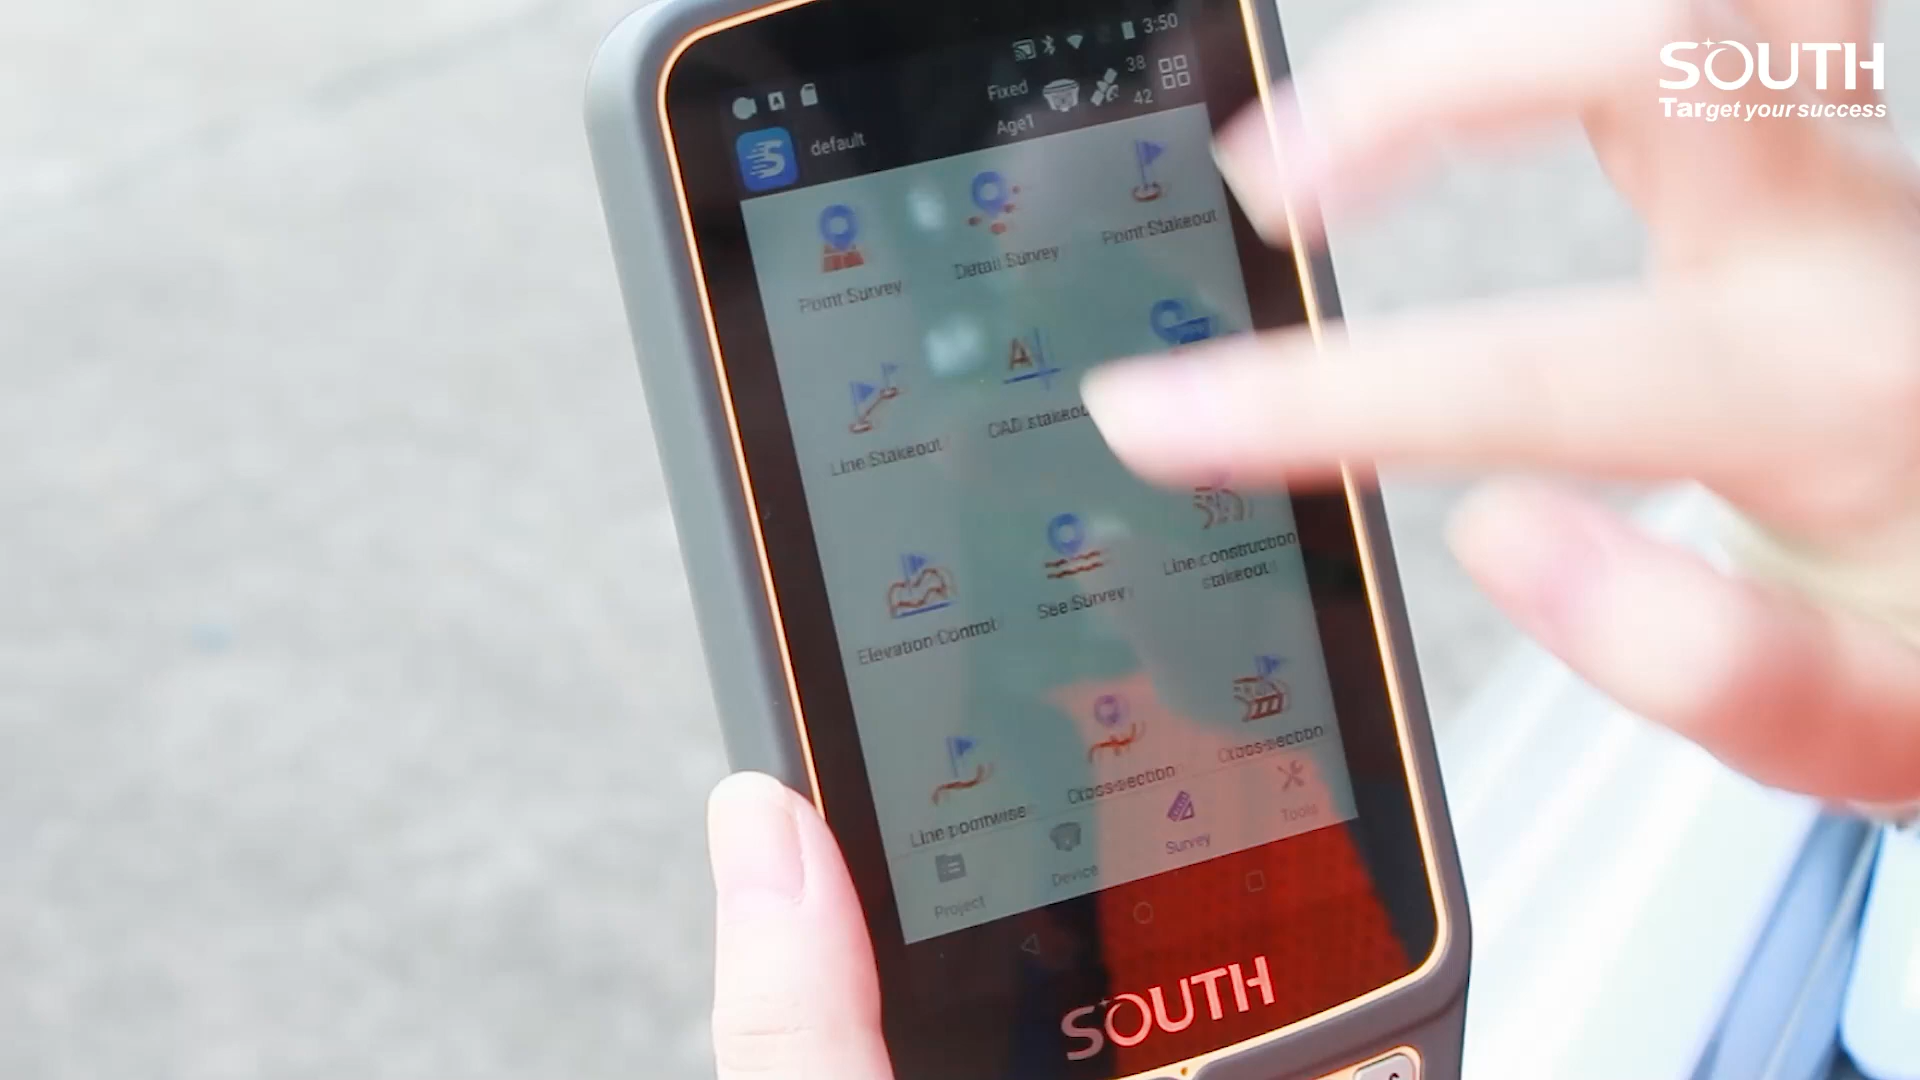 SOUTH
Target your success
3:50
Fixed
38
42
Age1
default
Point Survey
Detail Survey
Point Stakeout
Line Stakeout
CAD stakeout
Elevation Control
See Survey
Line construction
stakeout
Line pointwise
Cross-section
Cross-section
Project
Device
Survey
Tools
SOUTH